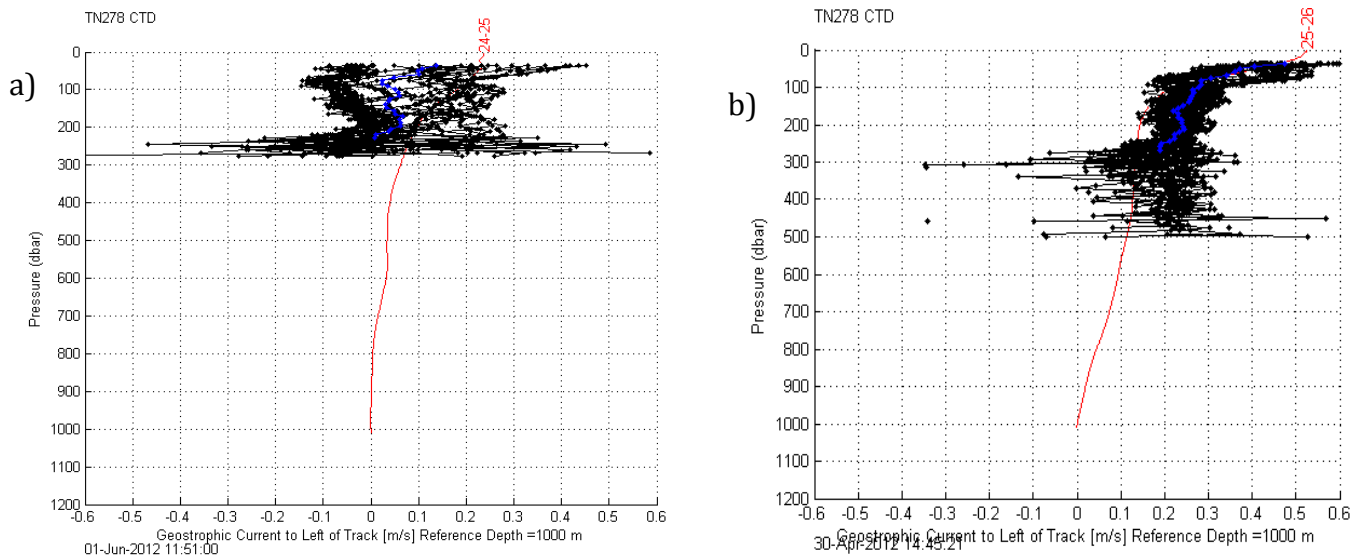 a)
TN278 CTD
24-25
0
100
200
300
400
500
600
700
800
900
1000
1100
1200
Pressure (dbar)
-0.6 -0.5 -0.4 -0.3 -0.2 -0.1 0 0.1 0.2 0.3 0.4 0.5 0.6
Geostrophic Current to Left of Track [m/s] Reference Depth =1000 m
01-Jun-2012 11:51:00
b)
TN278 CTD
25-26
0
100
200
300
400
500
600
700
800
900
1000
1100
1200
Pressure (dbar)
-0.6 -0.5 -0.4 -0.3 -0.2 -0.1 0 0.1 0.2 0.3 0.4 0.5 0.6
Geostrophic Current to Left of Track [m/s] Reference Depth =1000 m
30-Apr-2012 14:45:21